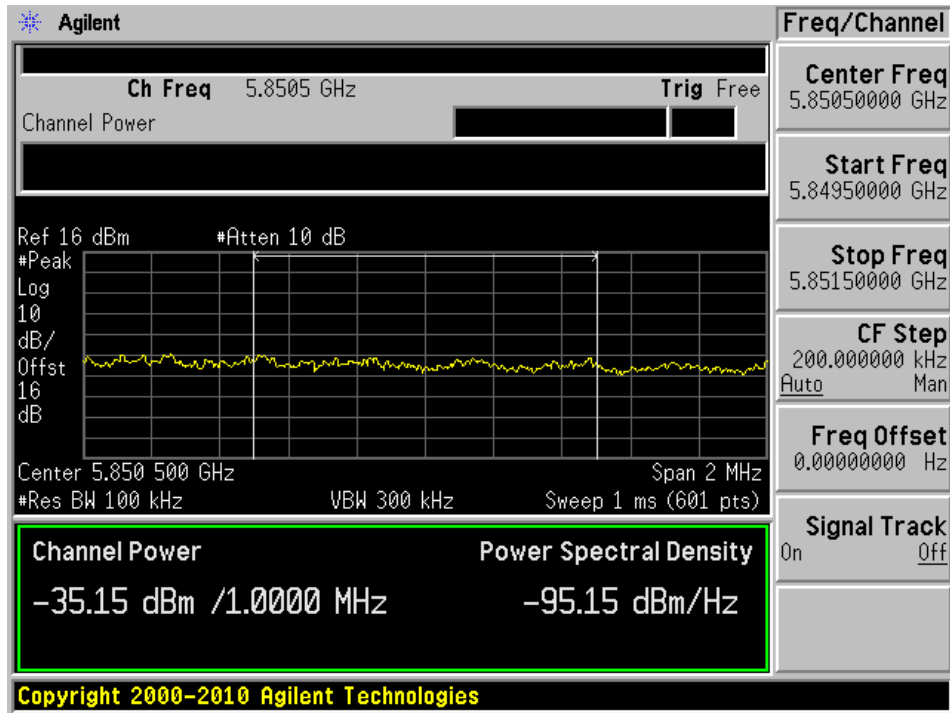 Agilent
Ch Freq 5.8505 GHz Trig Free
Channel Power
Ref 16 dBm #Atten 10 dB
#Peak
Log
10
dB/
Offst
16
dB
Center 5.850 500 GHz Span 2 MHz
#Res BW 100 kHz VBW 300 kHz Sweep 1 ms (601 pts)
Channel Power Power Spectral Density
-35.15 dBm /1.0000 MHz -95.15 dBm/Hz
Copyright 2000-2010 Agilent Technologies
Freq/Channel
Center Freq
5.85050000 GHz
Start Freq
5.84950000 GHz
Stop Freq
5.85150000 GHz
CF Step
200.000000 kHz
Auto Man
Freq Offset
0.00000000 Hz
Signal Track
On Off